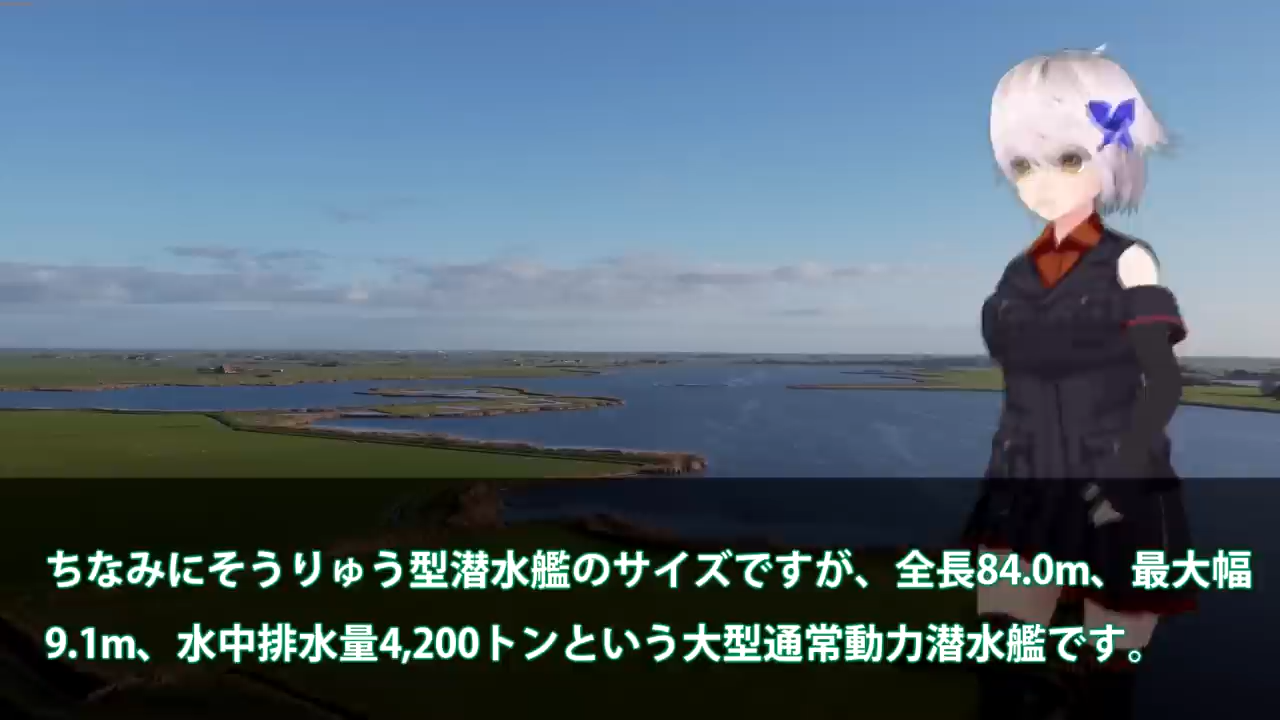 ちなみにそうりゅう型潜水艦のサイズですが、全長84.0m、最大幅
9.1m、水中排水量4,200トンという大型通常動力潜水艦です。